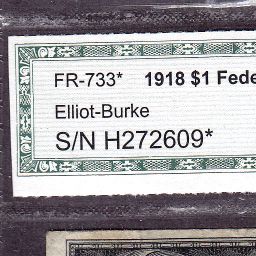 FR-733* 1918 $1 Fede
Elliot-Burke
S/N H272609*